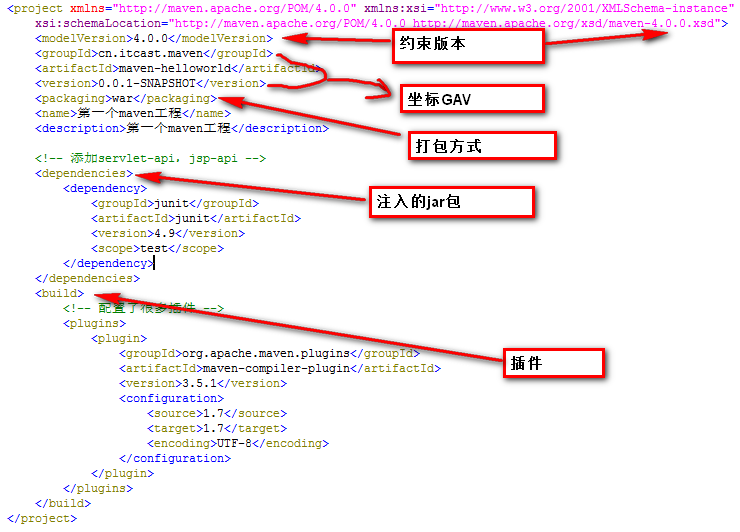 <project xmlns="http://maven.apache.org/POM/4.0.0" xmlns:xsi="http://www.w3.org/2001/XMLSchema-instance"
xsi:schemaLocation="http://maven.apache.org/POM/4.0.0 http://maven.apache.org/xsd/maven-4.0.0.xsd">
<modelVersion>4.0.0</modelVersion>
约束版本
<groupId>cn.itcast.maven</groupId>
<artifactId>maven-helloworld</artifactId>
<version>0.0.1-SNAPSHOT</version>
坐标GAV
<packaging>war</packaging>
<name>第一个maven工程</name>
<description>第一个maven工程</description>
打包方式
<!-- 添加servlet-api，jsp-api -->
<dependencies>
<dependency>
<groupId>junit</groupId>
注入的jar包
<artifactId>junit</artifactId>
<version>4.9</version>
<scope>test</scope>
</dependency>
</dependencies>
<build>
<!-- 配置了很多插件 -->
<plugins>
<plugin>
<groupId>org.apache.maven.plugins</groupId>
插件
<artifactId>maven-compiler-plugin</artifactId>
<version>3.5.1</version>
<configuration>
<source>1.7</source>
<target>1.7</target>
<encoding>UTF-8</encoding>
</configuration>
</plugin>
</plugins>
</build>
</project>